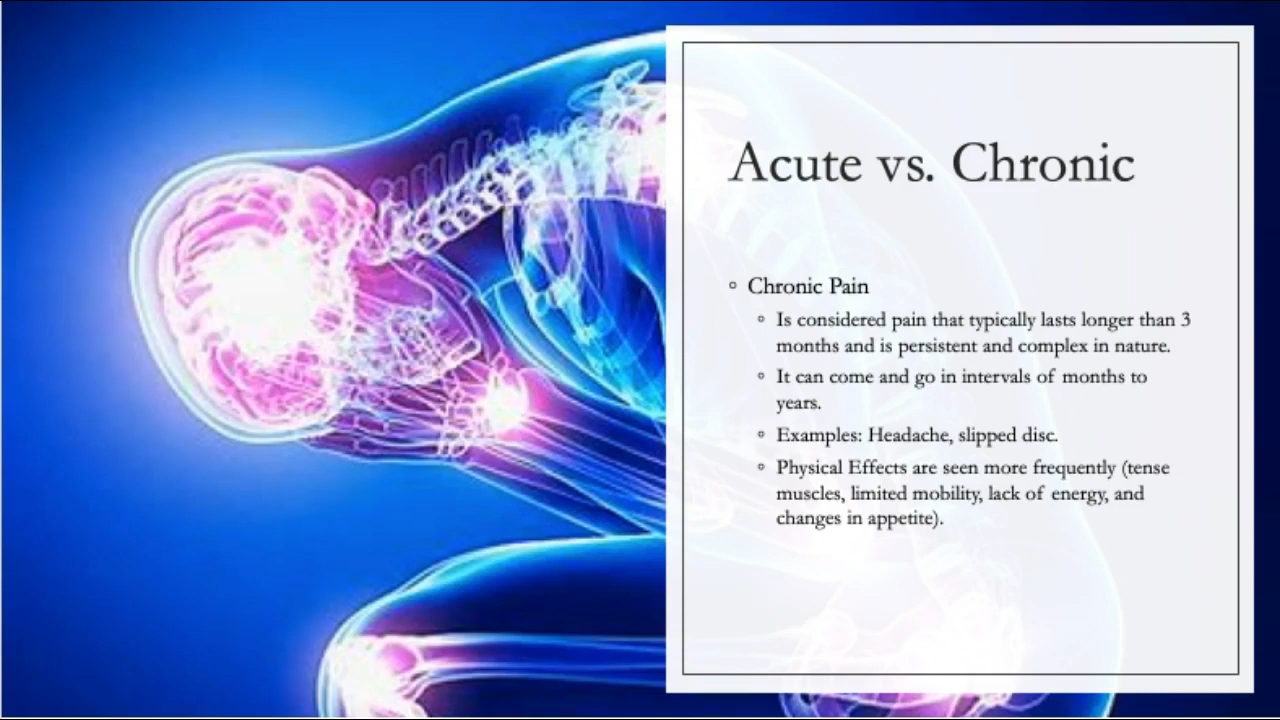 Acute vs. Chronic
◦ Chronic Pain
◦ Is considered pain that typically lasts longer than 3
months and is persistent and complex in nature.
◦ It can come and go in intervals of months to
years.
◦ Examples: Headache, slipped disc.
◦ Physical Effects are seen more frequently (tense
muscles, limited mobility, lack of energy, and
changes in appetite).